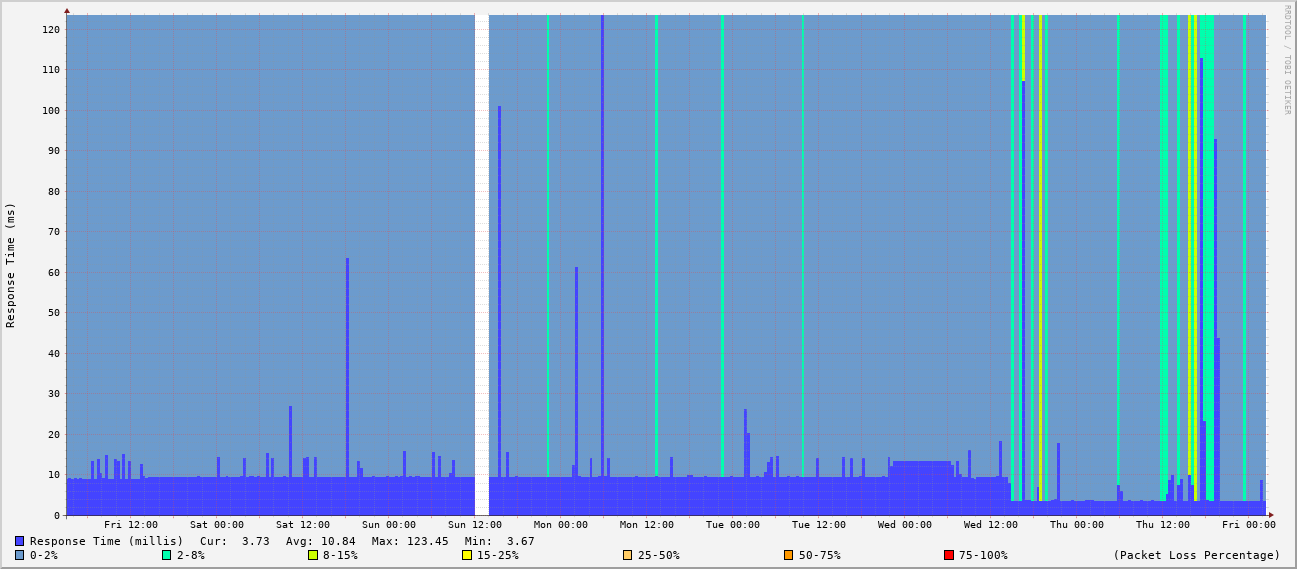 120
110
100
90
80
70
60
50
40
30
20
10
0
Response Time (ms)
RRDTOOL / TOBI OETIKER
Fri 12:00 Sat 00:00 Sat 12:00 Sun 00:00 Sun 12:00 Mon 00:00 Mon 12:00 Tue 00:00 Tue 12:00 Wed 00:00 Wed 12:00 Thu 00:00 Thu 12:00 Fri 00:00
Response Time (millis) Cur: 3.73 Avg: 10.84 Max: 123.45 Min: 3.67
0-2% 2-8% 8-15% 15-25% 25-50% 50-75% 75-100% (Packet Loss Percentage)